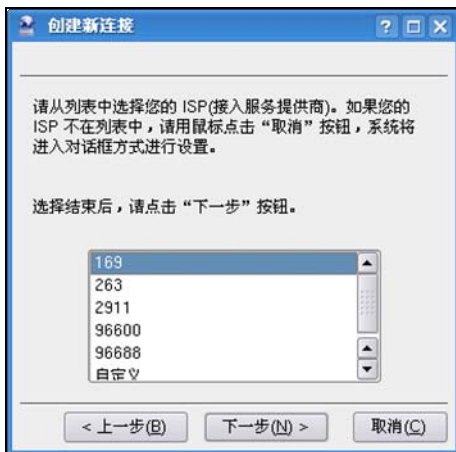 创建新连接
请从列表中选择您的 ISP(接入服务提供商)。如果您的
ISP 不在列表中，请用鼠标点击“取消”按钮，系统将
进入对话框方式进行设置。
选择结束后，请点击“下一步”按钮。
169
263
2911
96600
96688
自定义
< 上一步(B)
下一步(N) >
取消(C)